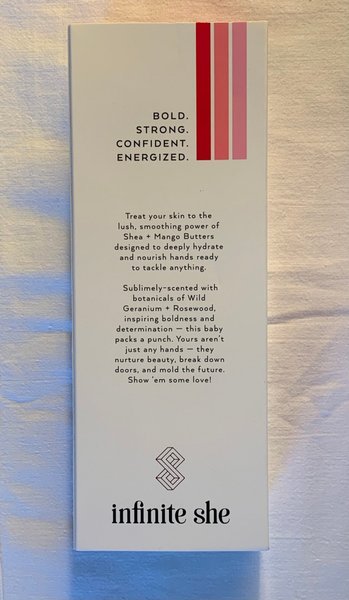 BOLD.
STRONG.
CONFIDENT.
ENERGIZED.
Treat your skin to the
lush, smoothing power of
Shea + Mango Butters
designed to deeply hydrate
and nourish hands ready
to tackle anything.
Sublimely-scented with
botanicals of Wild
Geranium + Rosewood,
inspiring boldness and
determination — this baby
packs a punch. Yours aren't
just any hands — they
nurture beauty, break down
doors, and mold the future.
Show 'em some love!
infinite she